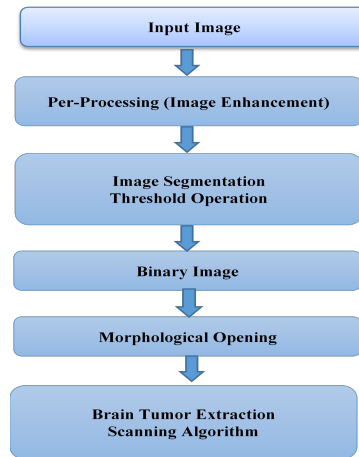 Input Image
Per-Processing (Image Enhancement)
Image Segmentation
Threshold Operation
Binary Image
Morphological Opening
Brain Tumor Extraction
Scanning Algorithm